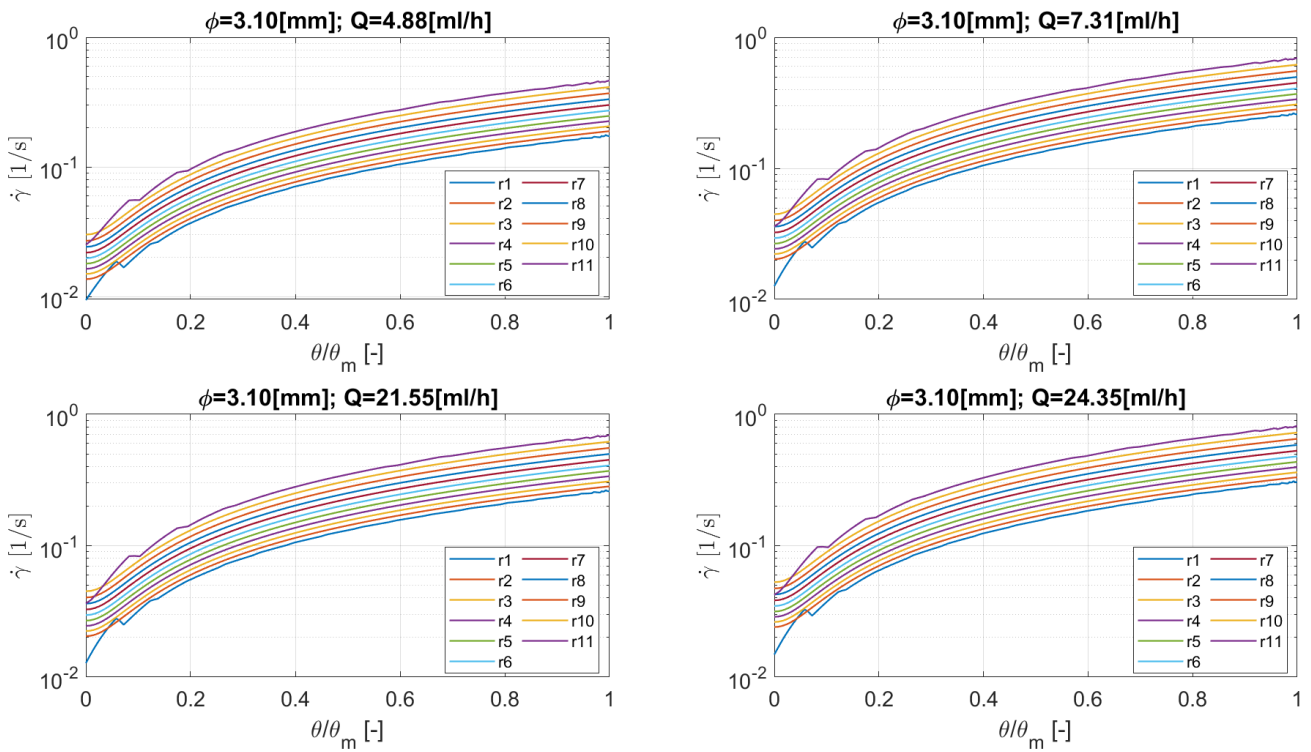 ϕ=3.10[mm]; Q=4.88[ml/h]
10^0
10^-1
10^-2
γ̇ [1/s]
0 0.2 0.4 0.6 0.8 1
θ/θ_m [-]
r1 r7
r2 r8
r3 r9
r4 r10
r5 r11
r6
ϕ=3.10[mm]; Q=7.31[ml/h]
10^0
10^-1
10^-2
γ̇ [1/s]
0 0.2 0.4 0.6 0.8 1
θ/θ_m [-]
r1 r7
r2 r8
r3 r9
r4 r10
r5 r11
r6
ϕ=3.10[mm]; Q=21.55[ml/h]
10^0
10^-1
10^-2
γ̇ [1/s]
0 0.2 0.4 0.6 0.8 1
θ/θ_m [-]
r1 r7
r2 r8
r3 r9
r4 r10
r5 r11
r6
ϕ=3.10[mm]; Q=24.35[ml/h]
10^0
10^-1
10^-2
γ̇ [1/s]
0 0.2 0.4 0.6 0.8 1
θ/θ_m [-]
r1 r7
r2 r8
r3 r9
r4 r10
r5 r11
r6